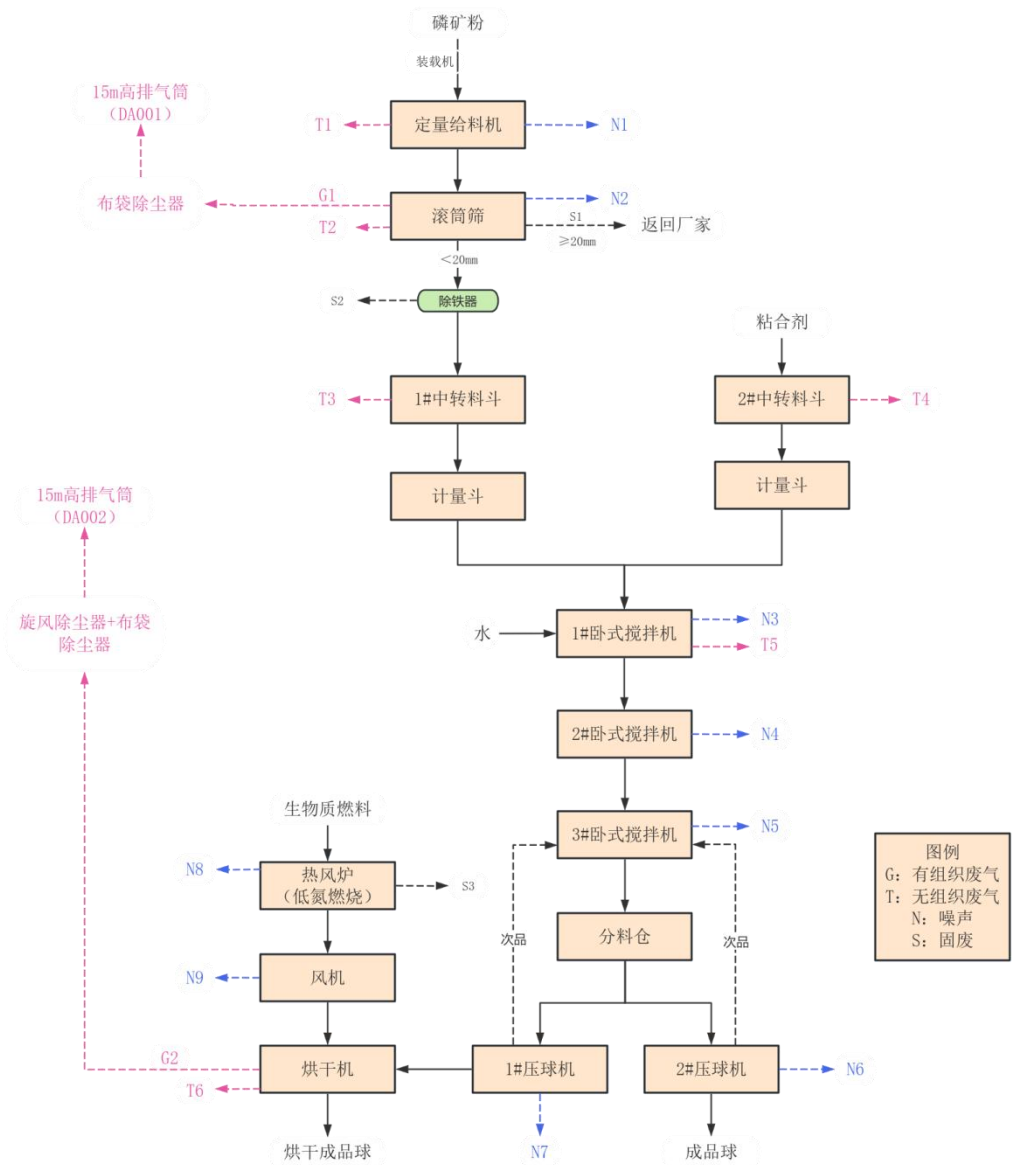 磷矿粉
装载机
15m高排气筒
（DA001）
T1
定量给料机
N1
布袋除尘器
G1
T2
滚筒筛
N2
S1
≥20mm
返回厂家
＜20mm
S2
除铁器
粘合剂
T3
1#中转料斗
2#中转料斗
T4
计量斗
计量斗
15m高排气筒
（DA002）
旋风除尘器+布袋
除尘器
水
1#卧式搅拌机
N3
T5
2#卧式搅拌机
N4
生物质燃料
3#卧式搅拌机
N5
N8
热风炉
（低氮燃烧）
S3
次品
分料仓
次品
图例
G：有组织废气
T：无组织废气
N：噪声
S：固废
N9
风机
G2
T6
烘干机
1#压球机
2#压球机
N6
烘干成品球
N7
成品球